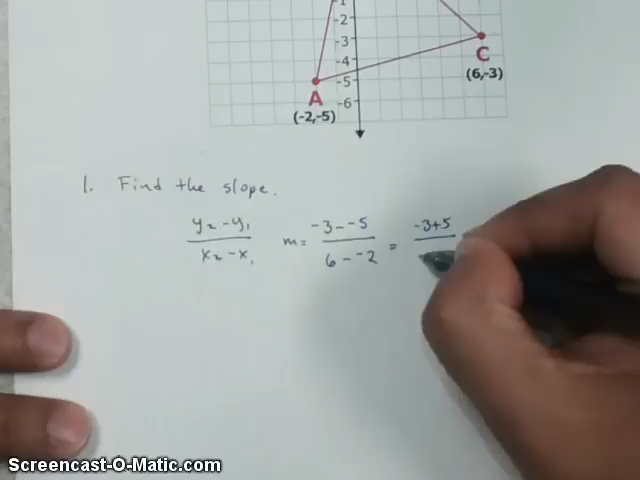 -1
-2
-3
-4
-5
-6
C
(6,-3)
A
(-2,-5)
1. Find the slope.
y₂-y₁ m= -3--5 = -3+5
x₂-x₁ 6--2
Screencast-O-Matic.com